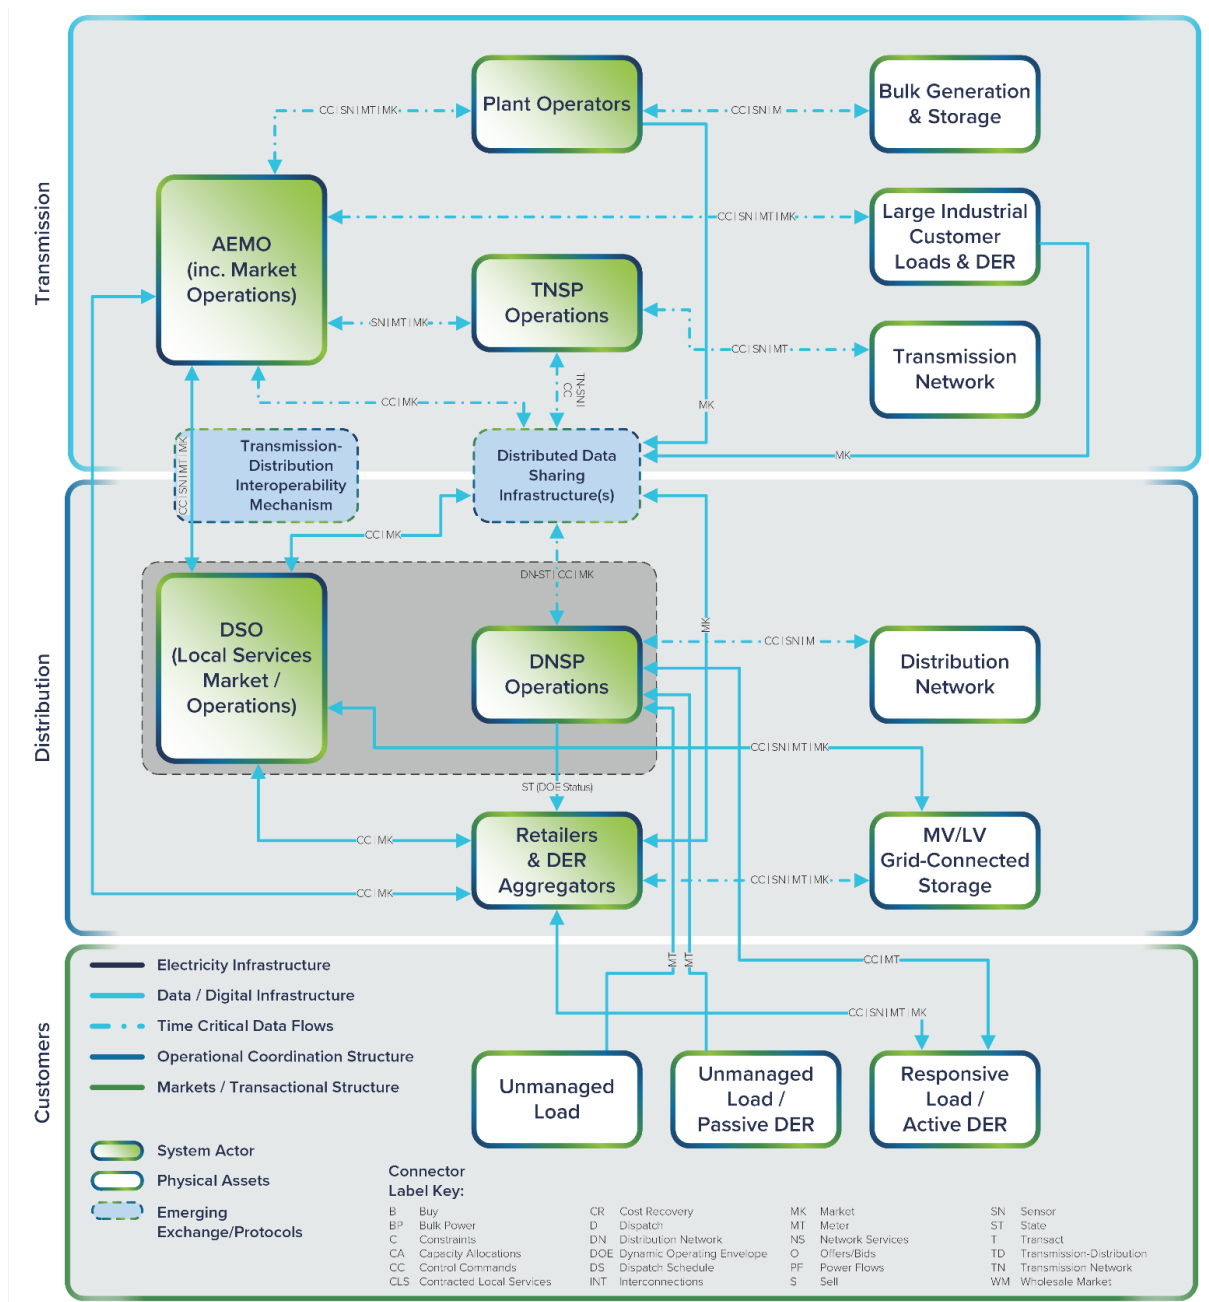 Transmission
Plant Operators
Bulk Generation
& Storage
CC | SN | MT | MK
CC | SN | M
AEMO
(inc. Market
Operations)
CC | SN | MT | MK
Large Industrial
Customer
Loads & DER
TNSP
Operations
SN | MT | MK
CC | SN | MT
Transmission
Network
TN-SN |
CC
CC | MK
MK
MK
CC | SN | MT | MK
Transmission-
Distribution
Interoperability
Mechanism
Distributed Data
Sharing
Infrastructure(s)
Distribution
CC | MK
DN-ST | CC | MK
DSO
(Local Services
Market /
Operations)
DNSP
Operations
MK
CC | SN | M
Distribution
Network
CC | SN | MT | MK
ST (DOE Status)
CC | MK
Retailers
& DER
Aggregators
MV/LV
Grid-Connected
Storage
CC | SN | MT | MK
CC | MK
Customers
MT
MT
CC | MT
CC | SN | MT | MK
Unmanaged
Load
Unmanaged
Load /
Passive DER
Responsive
Load /
Active DER
Electricity Infrastructure
Data / Digital Infrastructure
Time Critical Data Flows
Operational Coordination Structure
Markets / Transactional Structure
System Actor
Physical Assets
Emerging
Exchange/Protocols
Connector
Label Key:
B Buy
BP Bulk Power
C Constraints
CA Capacity Allocations
CC Control Commands
CLS Contracted Local Services
CR Cost Recovery
D Dispatch
DN Distribution Network
DOE Dynamic Operating Envelope
DS Dispatch Schedule
INT Interconnections
MK Market
MT Meter
NS Network Services
O Offers/Bids
PF Power Flows
S Sell
SN Sensor
ST State
T Transact
TD Transmission-Distribution
TN Transmission Network
WM Wholesale Market